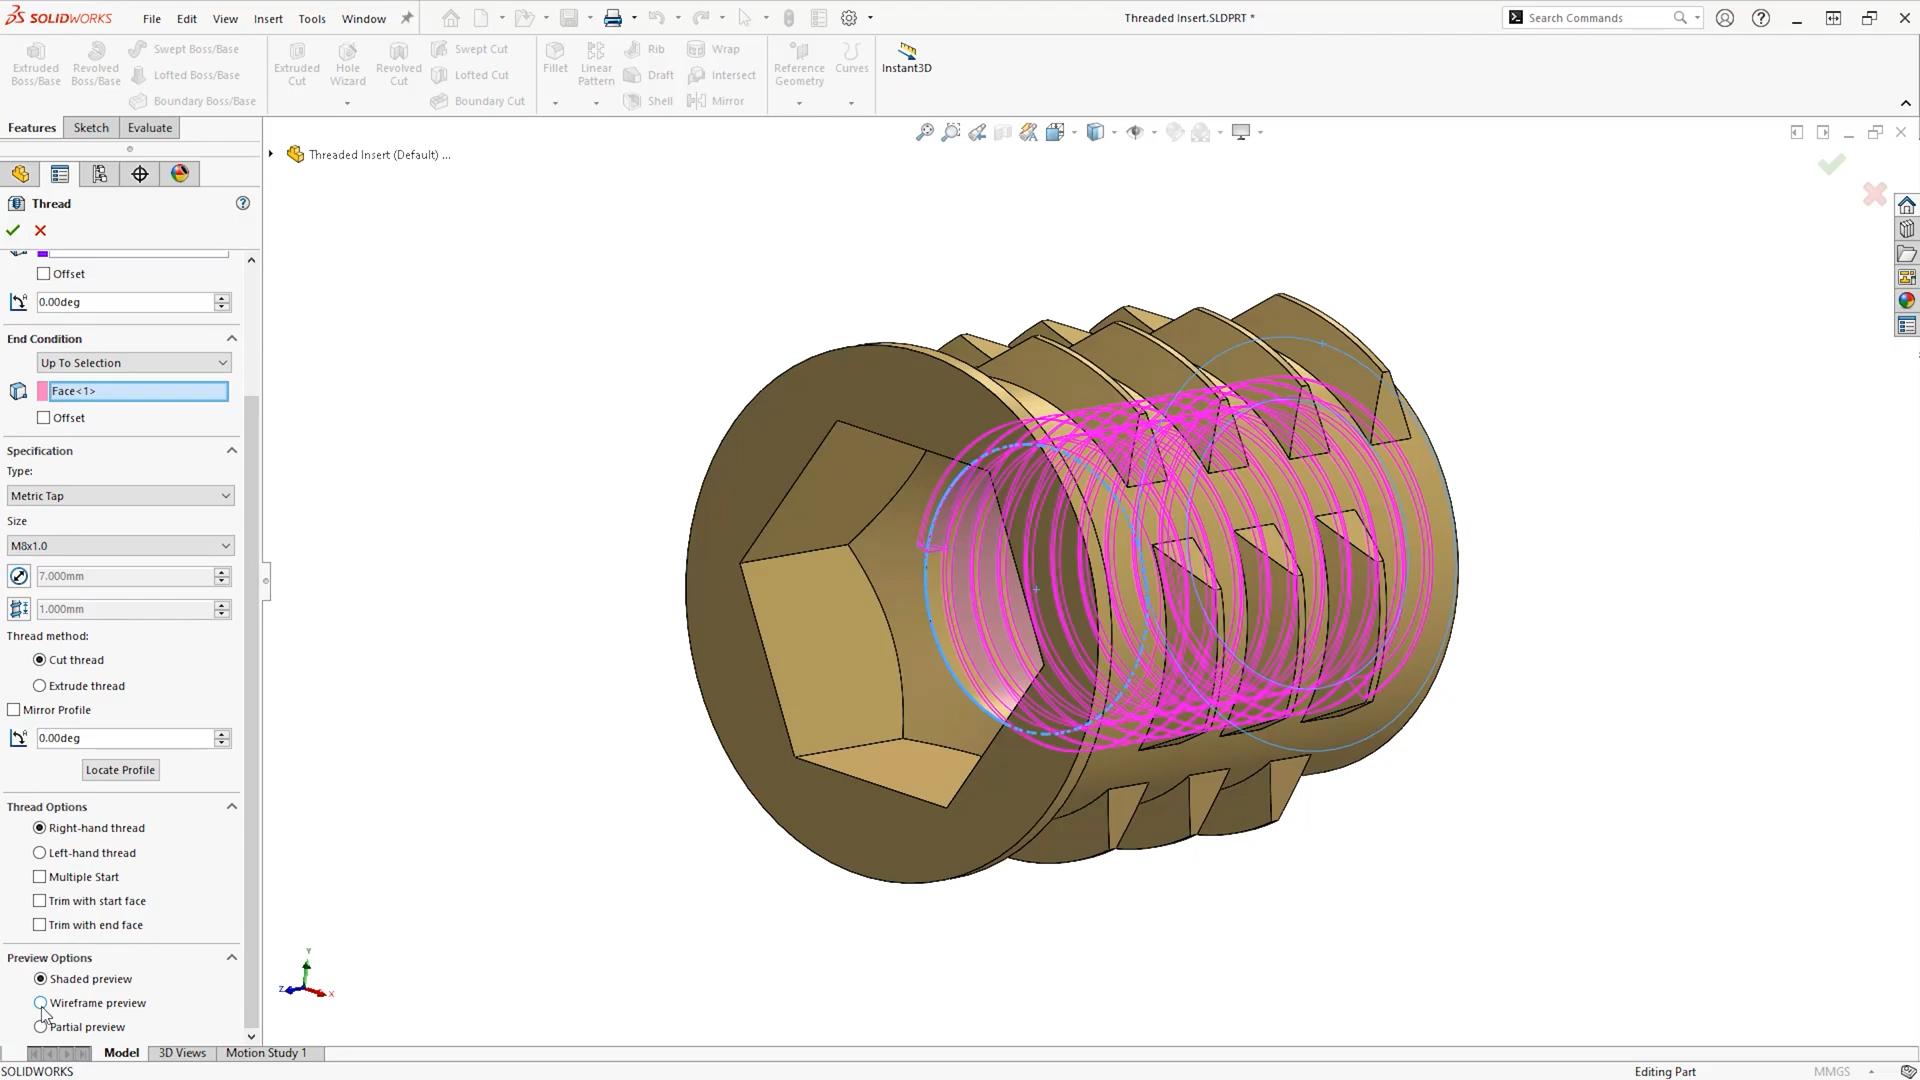 SOLIDWORKS
File Edit View Insert Tools Window
Threaded Insert.SLDPRT *
Search Commands
Extruded Boss/Base
Revolved Boss/Base
Swept Boss/Base
Lofted Boss/Base
Boundary Boss/Base
Extruded Cut
Hole Wizard
Revolved Cut
Swept Cut
Lofted Cut
Boundary Cut
Fillet
Linear Pattern
Rib
Draft
Shell
Wrap
Intersect
Mirror
Reference Geometry
Curves
Instant3D
Features Sketch Evaluate
Threaded Insert (Default) ...
Thread
Offset
0.00deg
End Condition
Up To Selection
Face<1>
Offset
Specification
Type:
Metric Tap
Size
M8x1.0
7.000mm
1.000mm
Thread method:
Cut thread
Extrude thread
Mirror Profile
0.00deg
Locate Profile
Thread Options
Right-hand thread
Left-hand thread
Multiple Start
Trim with start face
Trim with end face
Preview Options
Shaded preview
Wireframe preview
Partial preview
Y
Z
X
Model 3D Views Motion Study 1
SOLIDWORKS
Editing Part
MMGS